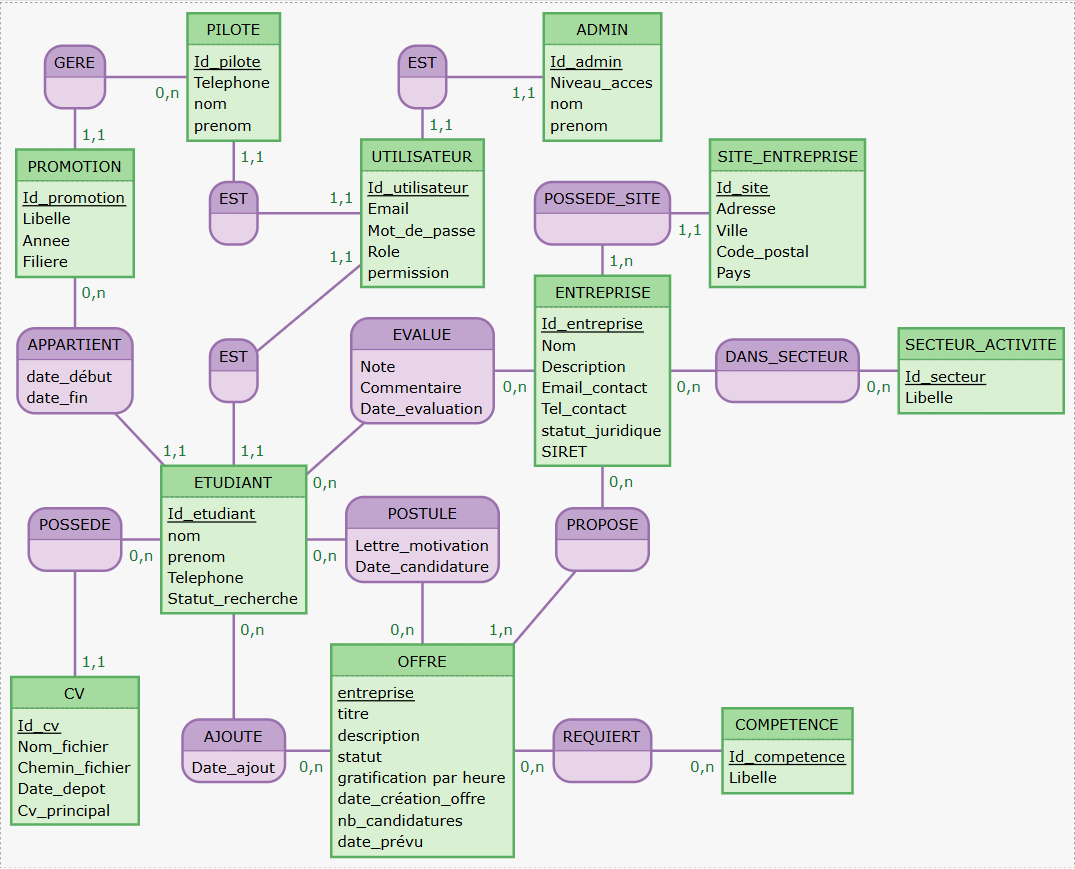 PILOTE
Id_pilote
Telephone
nom
prenom
ADMIN
Id_admin
Niveau_acces
nom
prenom
GERE
0,n
1,1
EST
1,1
1,1
PROMOTION
Id_promotion
Libelle
Annee
Filiere
1,1
EST
1,1
UTILISATEUR
Id_utilisateur
Email
Mot_de_passe
Role
permission
1,1
SITE_ENTREPRISE
Id_site
Adresse
Ville
Code_postal
Pays
POSSEDE_SITE
1,1
1,n
ENTREPRISE
Id_entreprise
Nom
Description
Email_contact
Tel_contact
statut_juridique
SIRET
0,n
APPARTIENT
date_début
date_fin
1,1
EST
1,1
EVALUE
Note
Commentaire
Date_evaluation
0,n
0,n
DANS_SECTEUR
0,n
0,n
SECTEUR_ACTIVITE
Id_secteur
Libelle
ETUDIANT
Id_etudiant
nom
prenom
Telephone
Statut_recherche
POSSEDE
0,n
1,1
POSTULE
Lettre_motivation
Date_candidature
0,n
0,n
PROPOSE
0,n
1,n
CV
Id_cv
Nom_fichier
Chemin_fichier
Date_depot
Cv_principal
0,n
AJOUTE
Date_ajout
0,n
OFFRE
entreprise
titre
description
statut
gratification par heure
date_création_offre
nb_candidatures
date_prévu
REQUIERT
0,n
0,n
COMPETENCE
Id_competence
Libelle